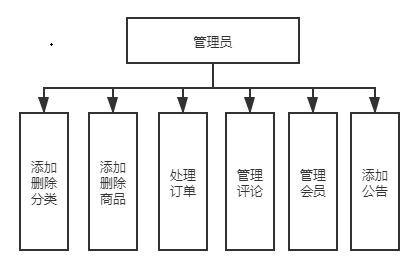 管理员
添加
删除
分类
添加
删除
商品
处理
订单
管理
评论
管理
会员
添加
公告